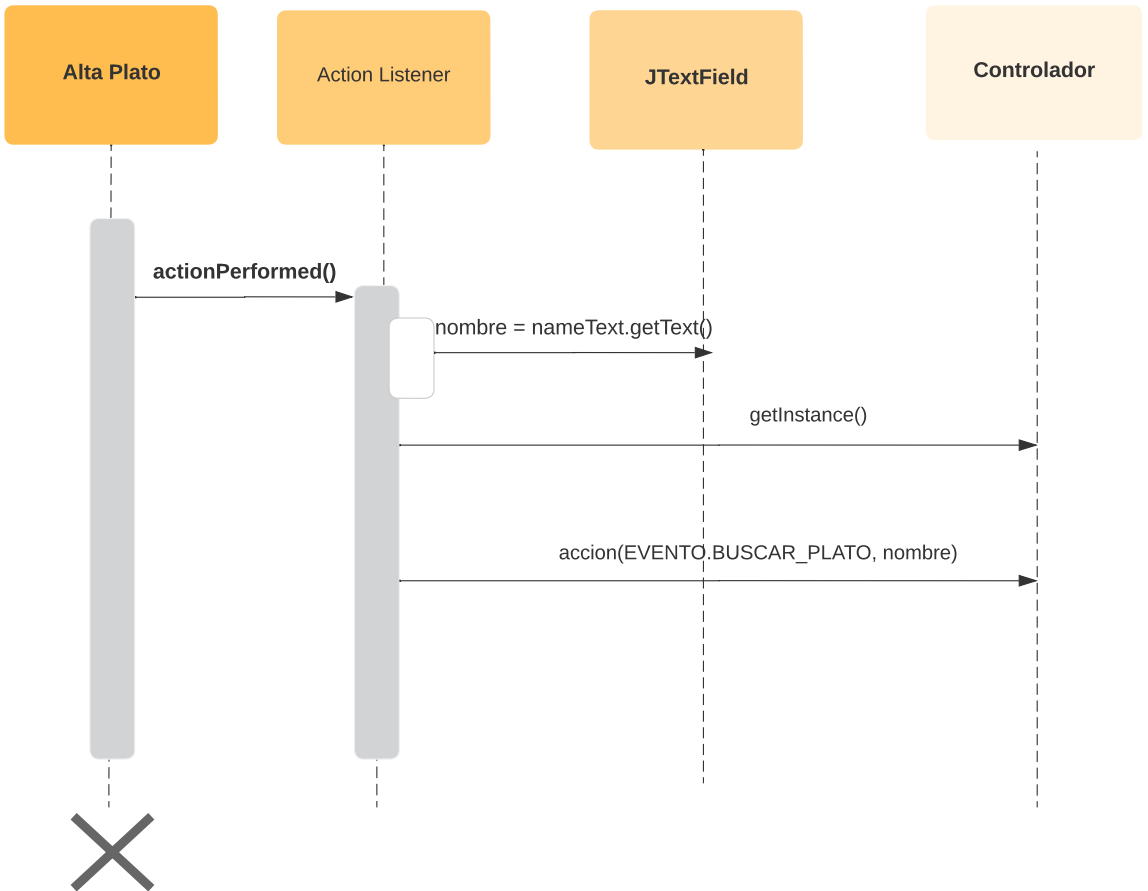 Alta Plato
Action Listener
JTextField
Controlador
actionPerformed()
nombre = nameText.getText()
getInstance()
accion(EVENTO.BUSCAR_PLATO, nombre)